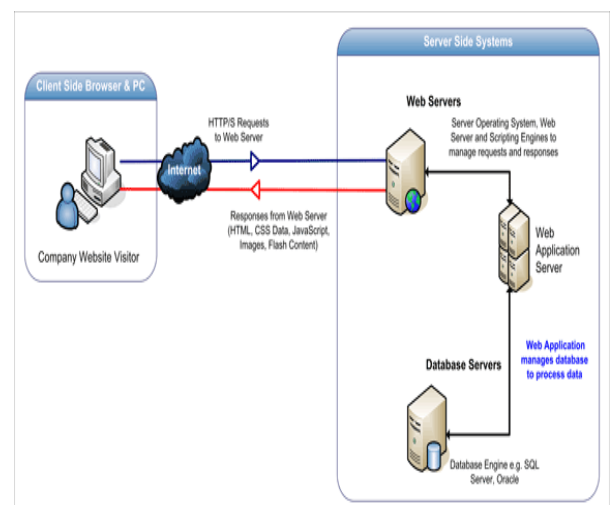 Server Side Systems
Client Side Browser & PC
Web Servers
HTTP/S Requests
to Web Server
Server Operating System, Web
Server and Scripting Engines to
manage requests and responses
Internet
Responses from Web Server
(HTML, CSS Data, JavaScript,
Images, Flash Content)
Company Website Visitor
Web
Application
Server
Web Application
manages database
to process data
Database Servers
Database Engine e.g. SQL
Server, Oracle